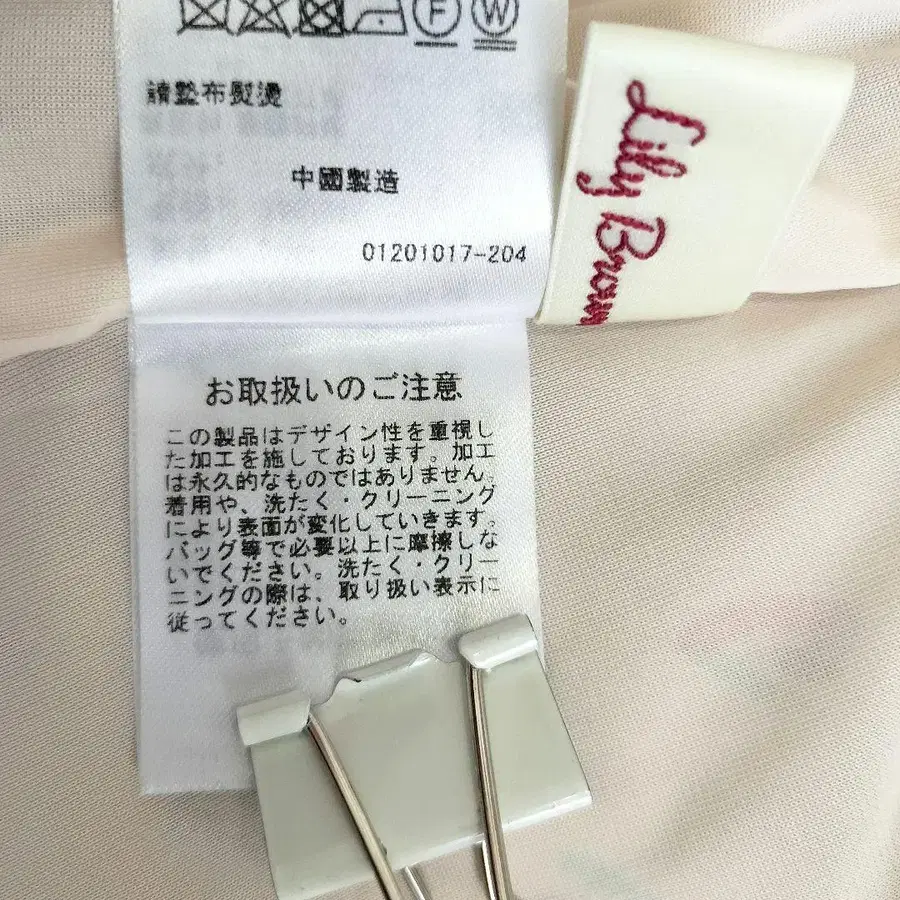 F W
請墊布熨燙
中國製造
01201017-204
Lily Brown
お取扱いのご注意
この製品はデザイン性を重視し
た加工を施しております。加工
は永久的なものではありません。
着用や、洗たく・クリーニング
により表面が変化していきます。
バッグ等で必要以上に摩擦しな
いでください。洗たく・クリー
ニングの際は、取り扱い表示に
従ってください。